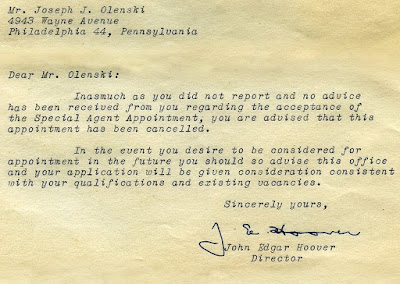 Mr. Joseph J. Olenski
4943 Wayne Avenue
Philadelphia 44, Pennsylvania
Dear Mr. Olenski:
Inasmuch as you did not report and no advice
has been received from you regarding the acceptance of
the Special Agent Appointment, you are advised that this
appointment has been cancelled.
In the event you desire to be considered for
appointment in the future you should so advise this office
and your application will be given consideration consistent
with your qualifications and existing vacancies.
Sincerely yours,
J. E. Hoover
John Edgar Hoover
Director